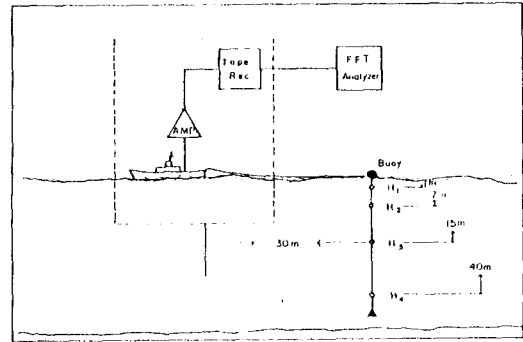 Tape
Rec
FFT
Analyzer
AMP
Buoy
H₁
H₂
15m
30m
H₃
40m
H₄